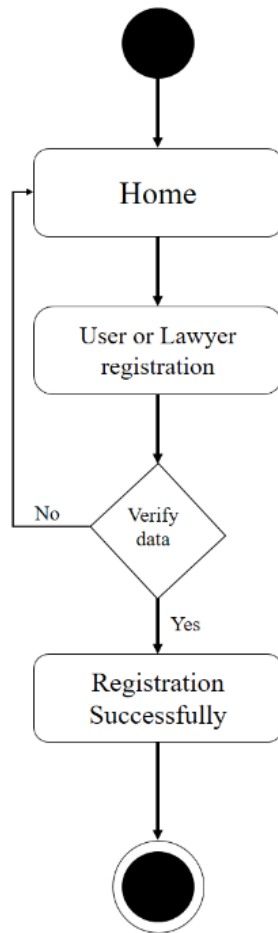 Home
User or Lawyer
registration
Verify
data
No
Yes
Registration
Successfully